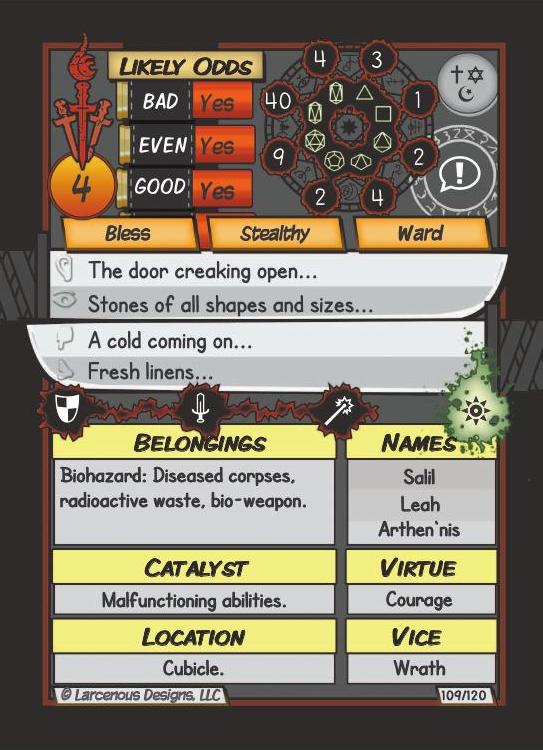 LIKELY ODDS
BAD Yes
EVEN Yes
GOOD Yes
4
4
3
40
1
9
2
2
4
Bless Stealthy Ward
The door creaking open...
Stones of all shapes and sizes...
A cold coming on...
Fresh linens...
BELONGINGS
Biohazard: Diseased corpses,
radioactive waste, bio-weapon.
NAMES
Salil
Leah
Arthen'nis
CATALYST
Malfunctioning abilities.
VIRTUE
Courage
LOCATION
Cubicle.
VICE
Wrath
© Larcenous Designs, LLC
109/120